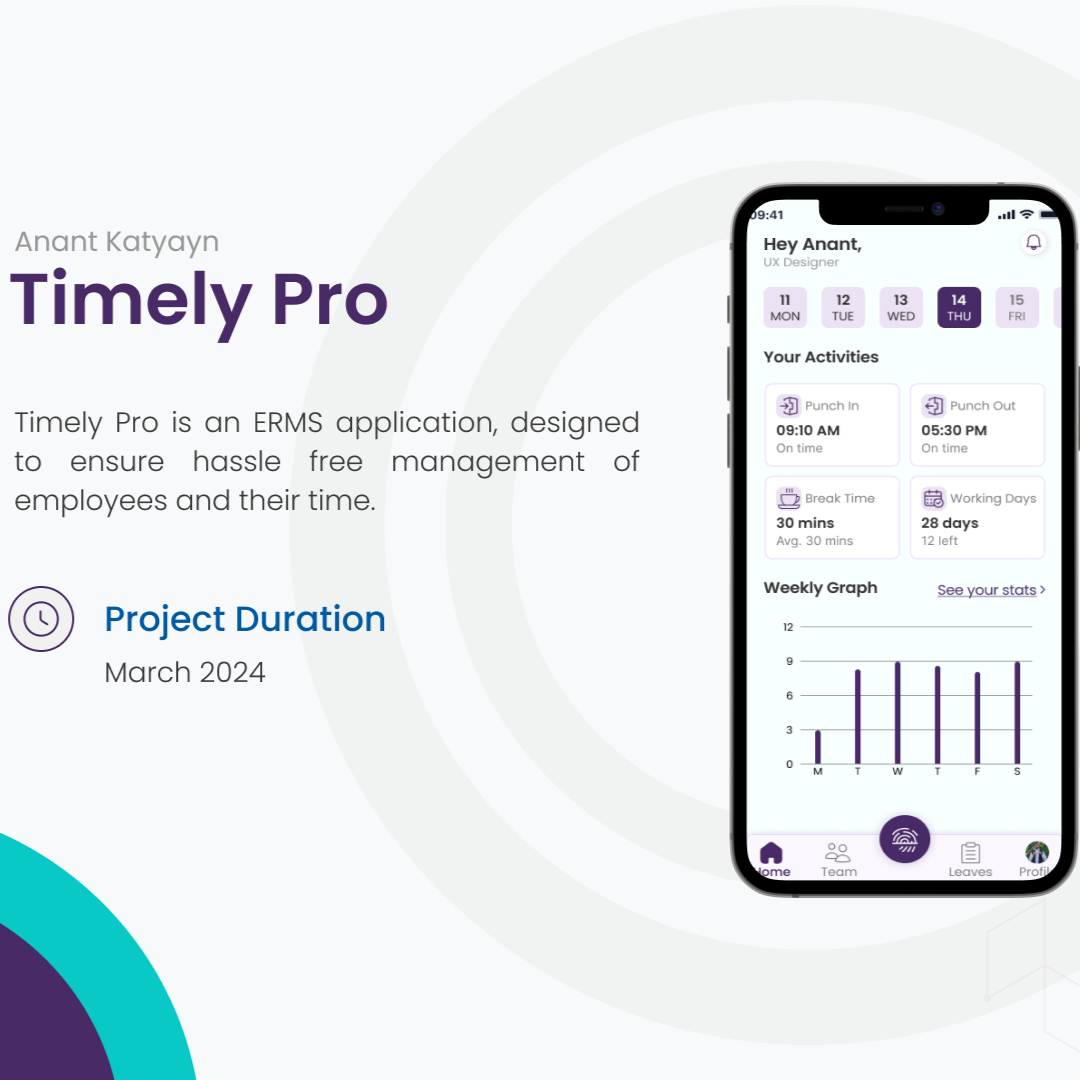 Anant Katyayn
Timely Pro
Timely Pro is an ERMS application, designed
to ensure hassle free management of
employees and their time.
Project Duration
March 2024
09:41
Hey Anant,
UX Designer
11 12 13 14 15
MON TUE WED THU FRI
Your Activities
Punch In
09:10 AM
On time
Punch Out
05:30 PM
On time
Break Time
30 mins
Avg. 30 mins
Working Days
28 days
12 left
Weekly Graph
See your stats >
12
9
6
3
0
M T W T F S
Home Team Leaves Profil